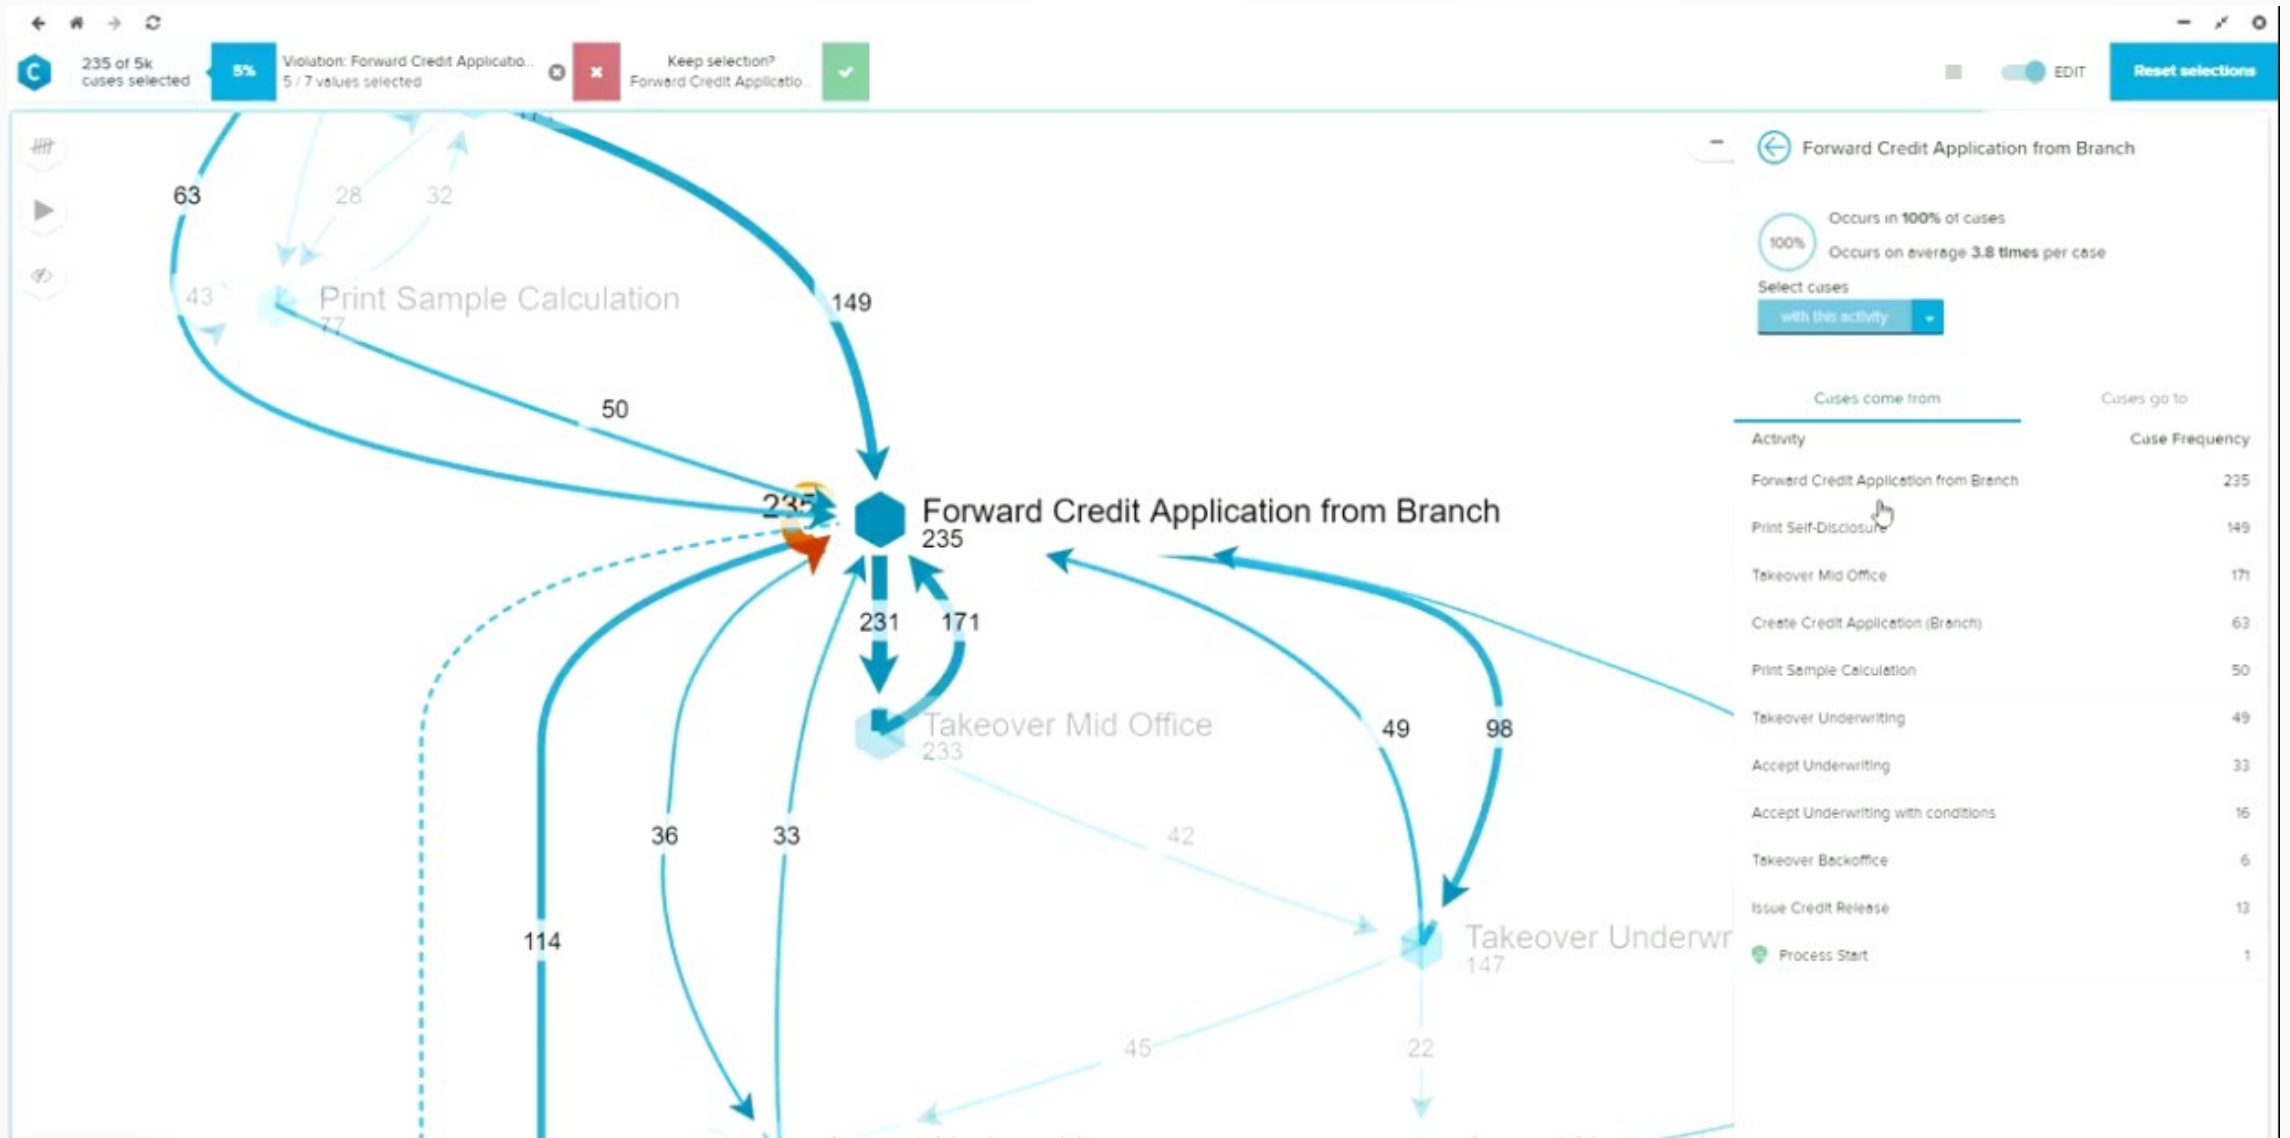 C
235 of 5k
cases selected
5%
Violation: Forward Credit Applicatio...
5 / 7 values selected
Keep selection?
Forward Credit Applicatio
EDIT
Reset selections
63
28
32
43
Print Sample Calculation
77
149
50
235
Forward Credit Application from Branch
235
231
171
Takeover Mid Office
233
49
98
36
33
42
114
Takeover Underwr
147
45
22
Forward Credit Application from Branch
100%
Occurs in 100% of cases
Occurs on average 3.8 times per case
Select cases
with this activity
Cases come from
Cases go to
Activity Case Frequency
Forward Credit Application from Branch 235
Print Self-Disclosure 149
Takeover Mid Office 171
Create Credit Application (Branch) 63
Print Sample Calculation 50
Takeover Underwriting 49
Accept Underwriting 33
Accept Underwriting with conditions 16
Takeover Backoffice 6
Issue Credit Release 13
Process Start 1